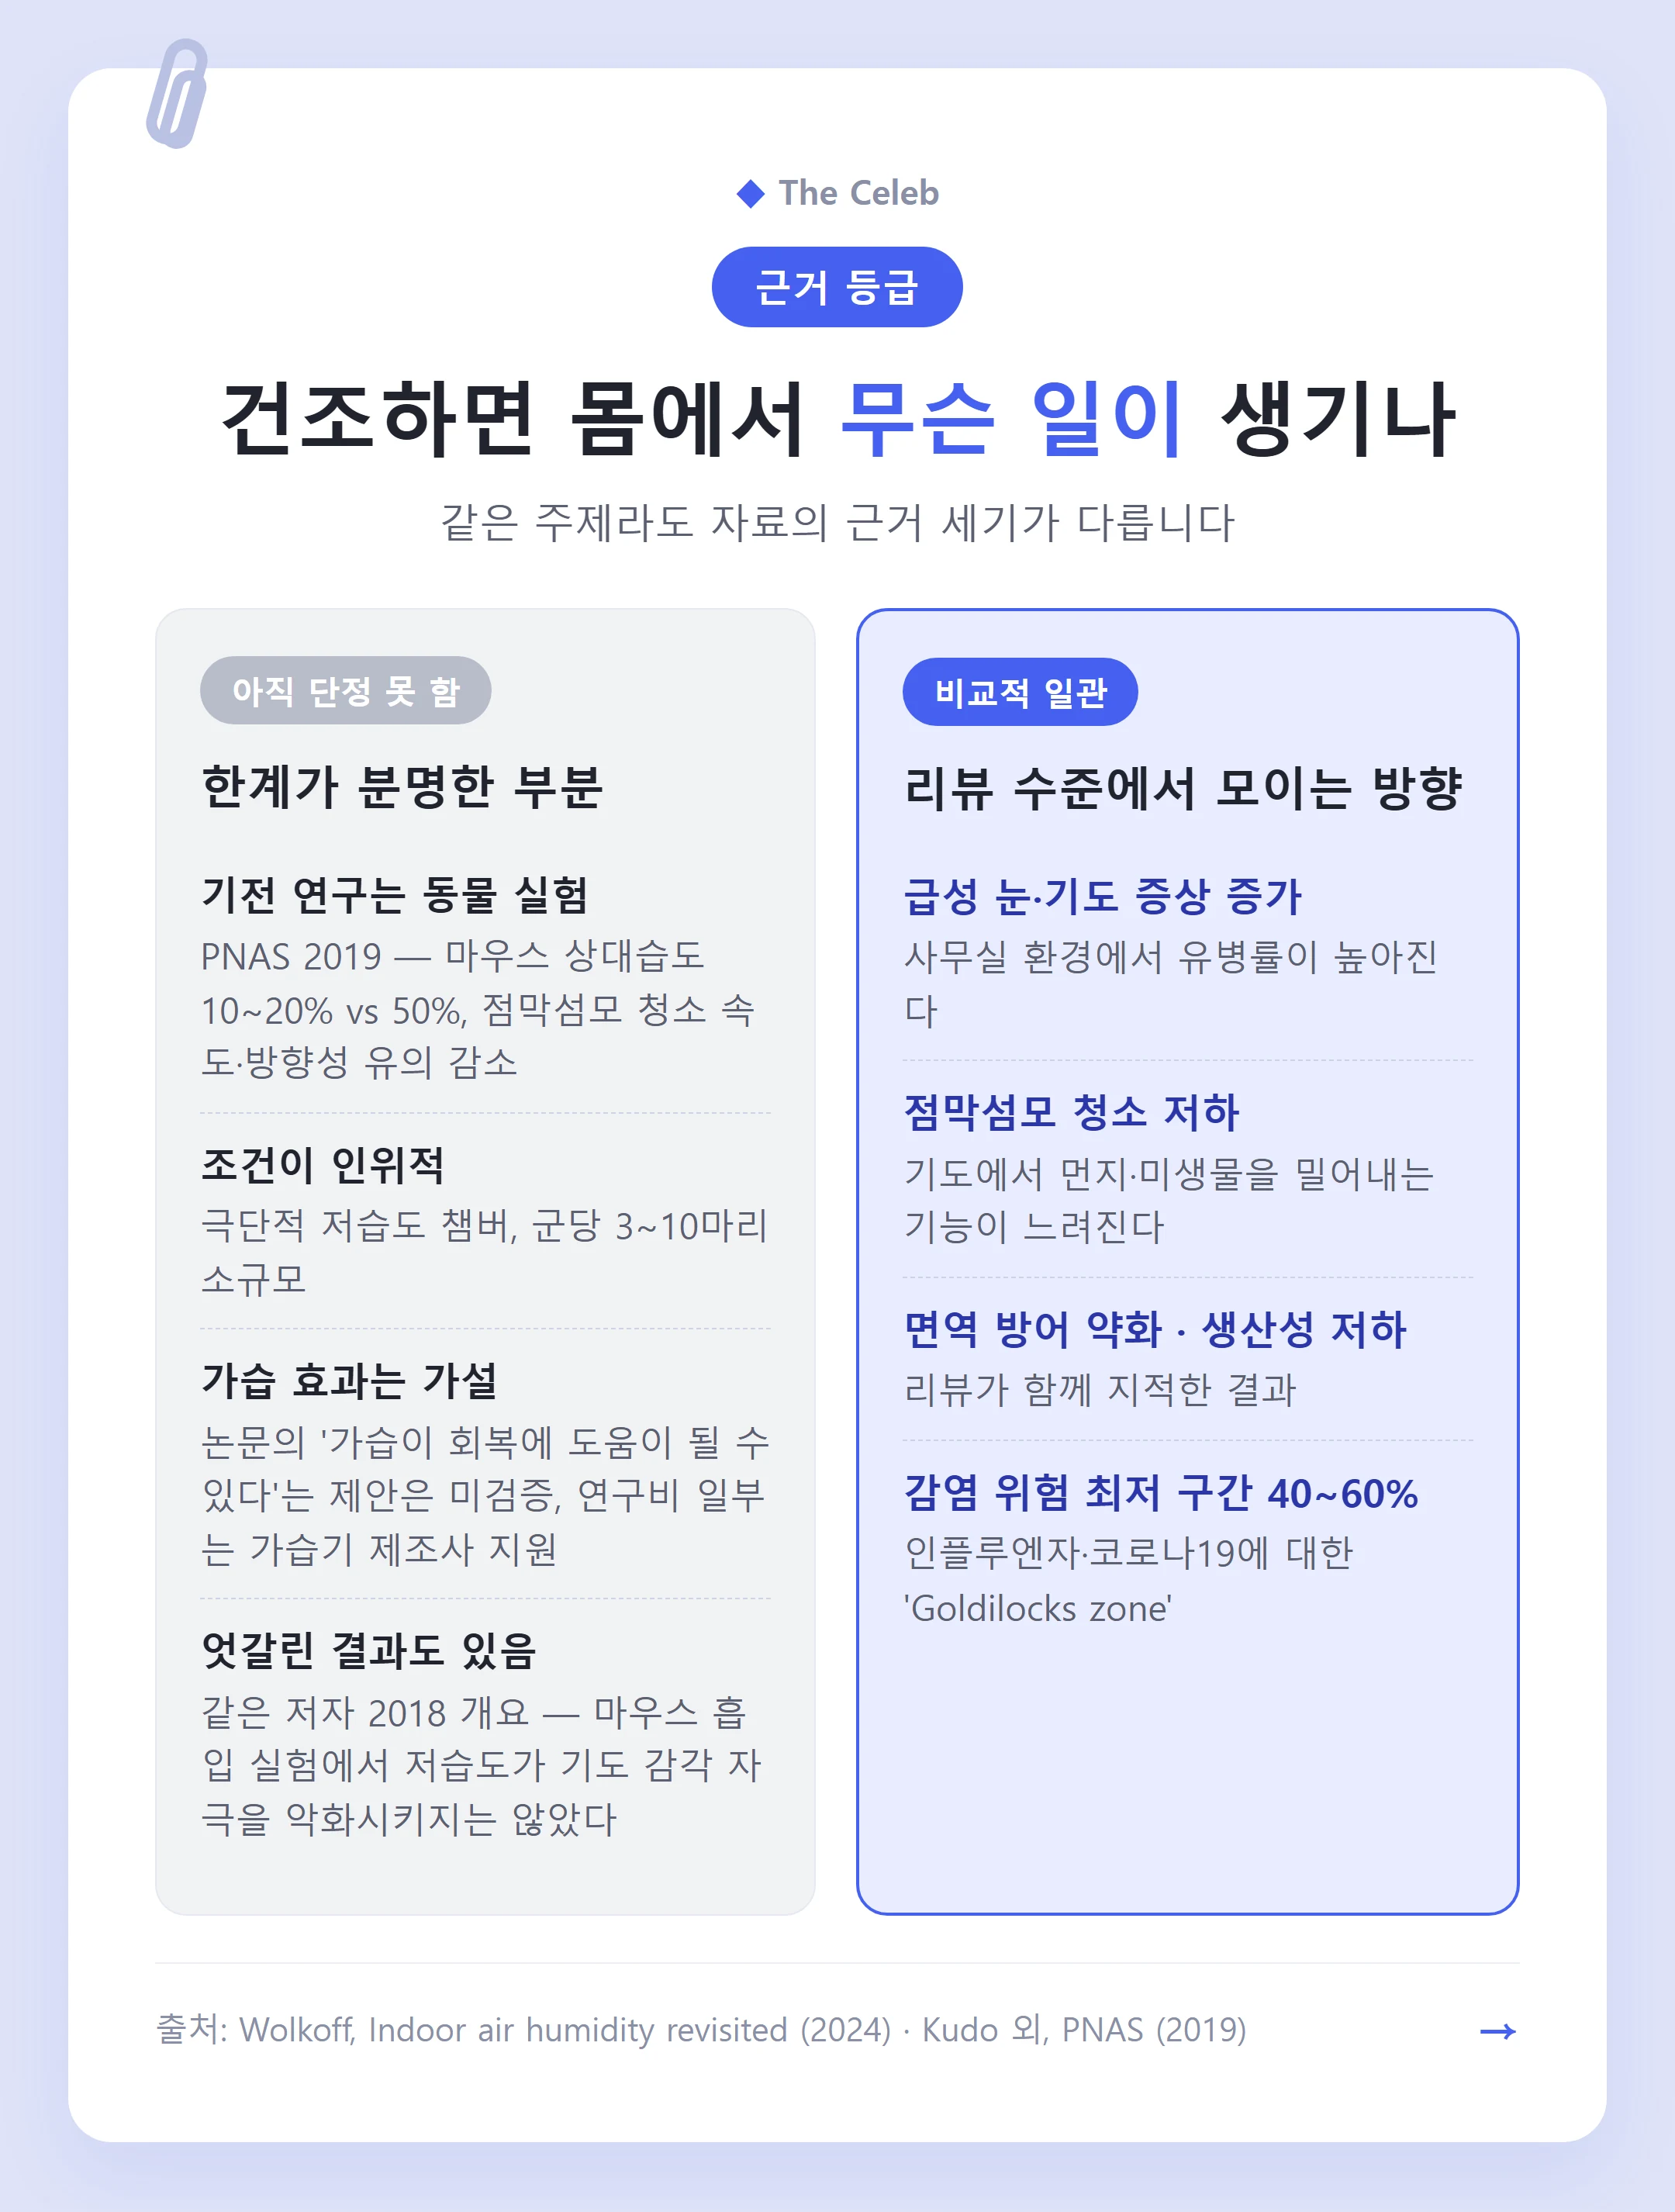 The Celeb
근거 등급
건조하면 몸에서 무슨 일이 생기나
같은 주제라도 자료의 근거 세기가 다릅니다
아직 단정 못 함
한계가 분명한 부분
기전 연구는 동물 실험
PNAS 2019 — 마우스 상대습도
10~20% vs 50%, 점막섬모 청소 속
도·방향성 유의 감소
조건이 인위적
극단적 저습도 챔버, 군당 3~10마리
소규모
가습 효과는 가설
논문의 '가습이 회복에 도움이 될 수
있다'는 제안은 미검증, 연구비 일부
는 가습기 제조사 지원
엇갈린 결과도 있음
같은 저자 2018 개요 — 마우스 흡
입 실험에서 저습도가 기도 감각 자
극을 악화시키지는 않았다
비교적 일관
리뷰 수준에서 모이는 방향
급성 눈·기도 증상 증가
사무실 환경에서 유병률이 높아진
다
점막섬모 청소 저하
기도에서 먼지·미생물을 밀어내는
기능이 느려진다
면역 방어 약화 · 생산성 저하
리뷰가 함께 지적한 결과
감염 위험 최저 구간 40~60%
인플루엔자·코로나19에 대한
'Goldilocks zone'
출처: Wolkoff, Indoor air humidity revisited (2024) · Kudo 외, PNAS (2019) →